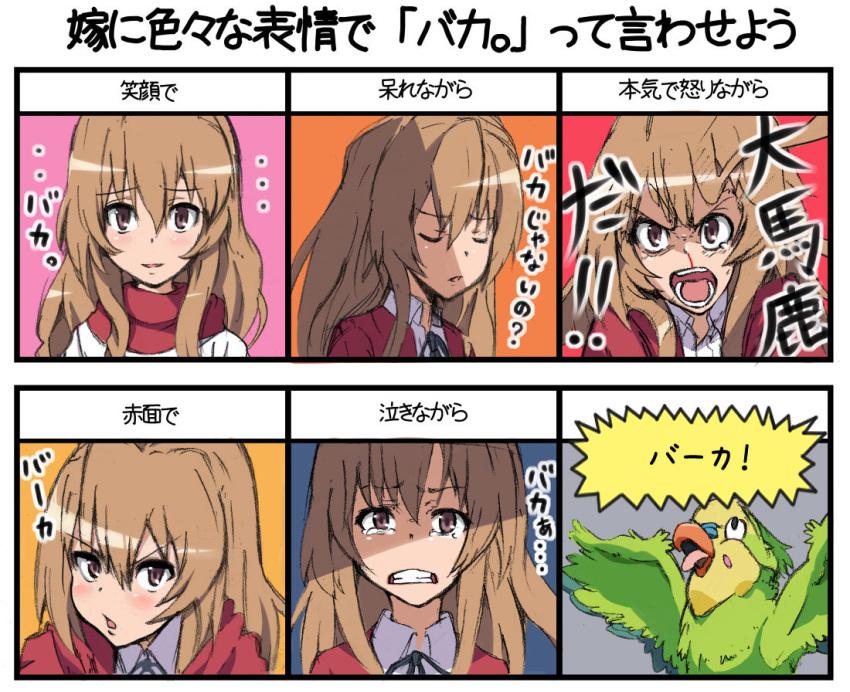 嫁に色々な表情で「バカ。」って言わせよう
笑顔で
呆れながら
本気で怒りながら
・・・
・・・バカ。
バカじゃないの？
大馬鹿
だ!!・・
赤面で
泣きながら
バーカ
バカぁ・・・
バーカ！